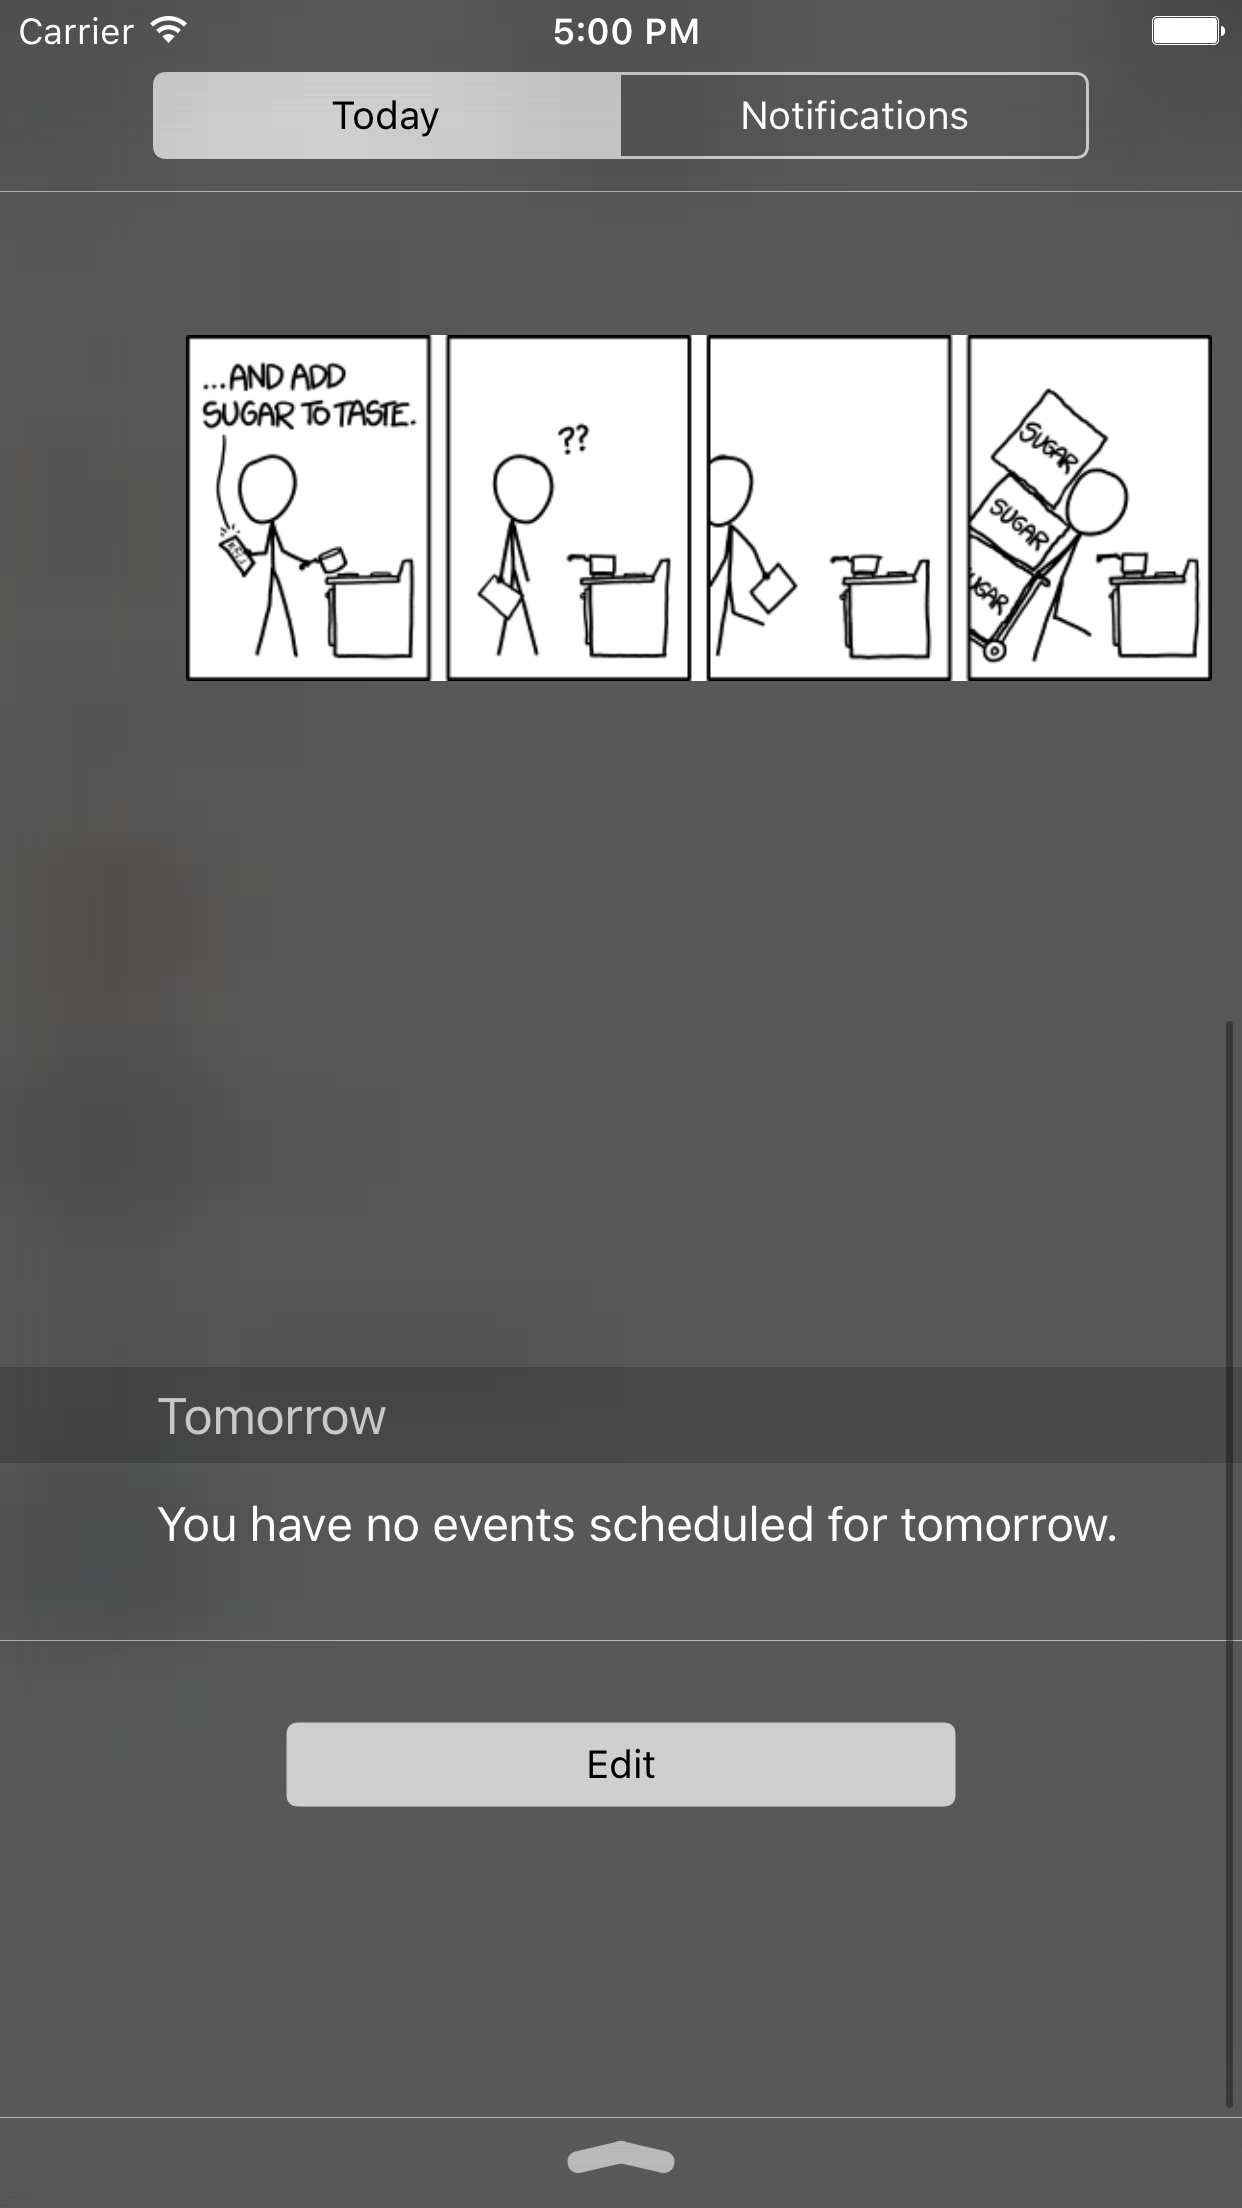 Carrier
5:00 PM
Today
Notifications
...AND ADD
SUGAR TO TASTE.
??
SUGAR
SUGAR
UGAR
Tomorrow
You have no events scheduled for tomorrow.
Edit